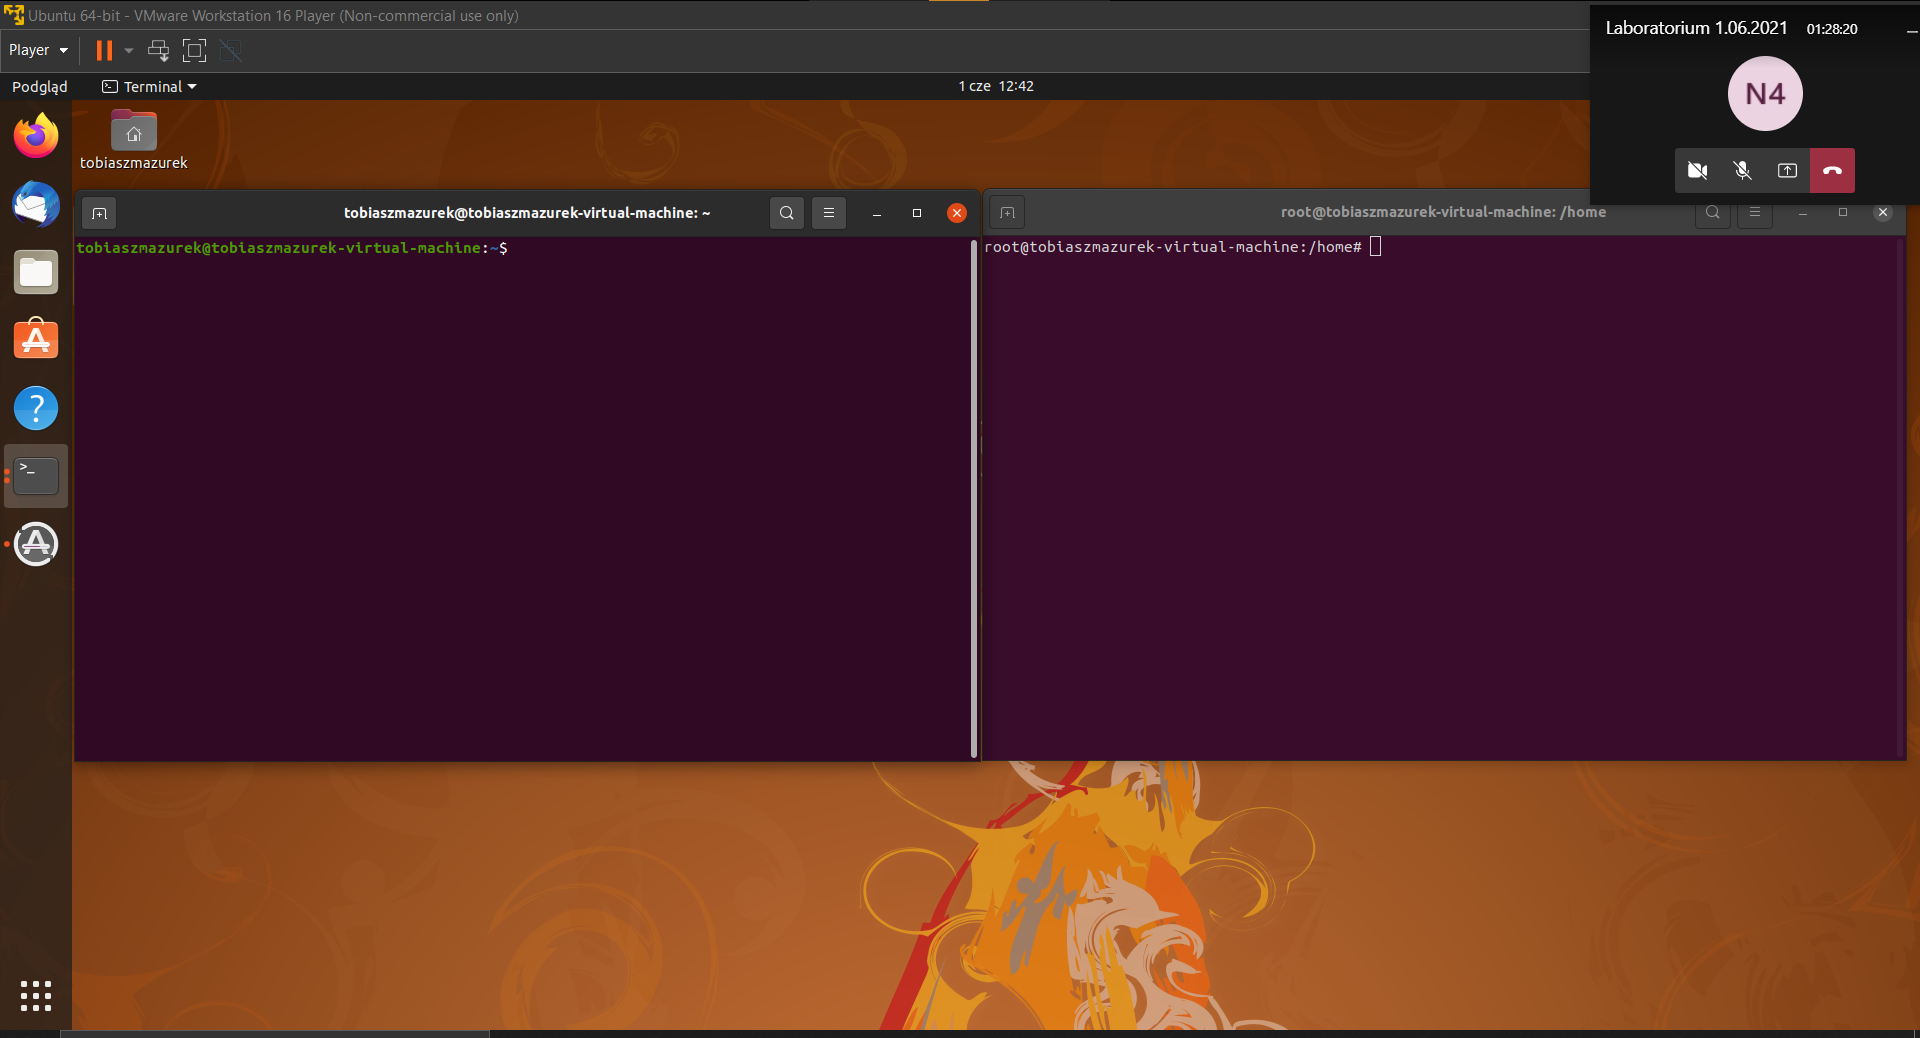 Ubuntu 64-bit - VMware Workstation 16 Player (Non-commercial use only)
Laboratorium 1.06.2021 01:28:20
Player
N4
Podgląd Terminal 1 cze 12:42
tobiaszmazurek
tobiaszmazurek@tobiaszmazurek-virtual-machine: ~
root@tobiaszmazurek-virtual-machine: /home
tobiaszmazurek@tobiaszmazurek-virtual-machine:~$
root@tobiaszmazurek-virtual-machine:/home#